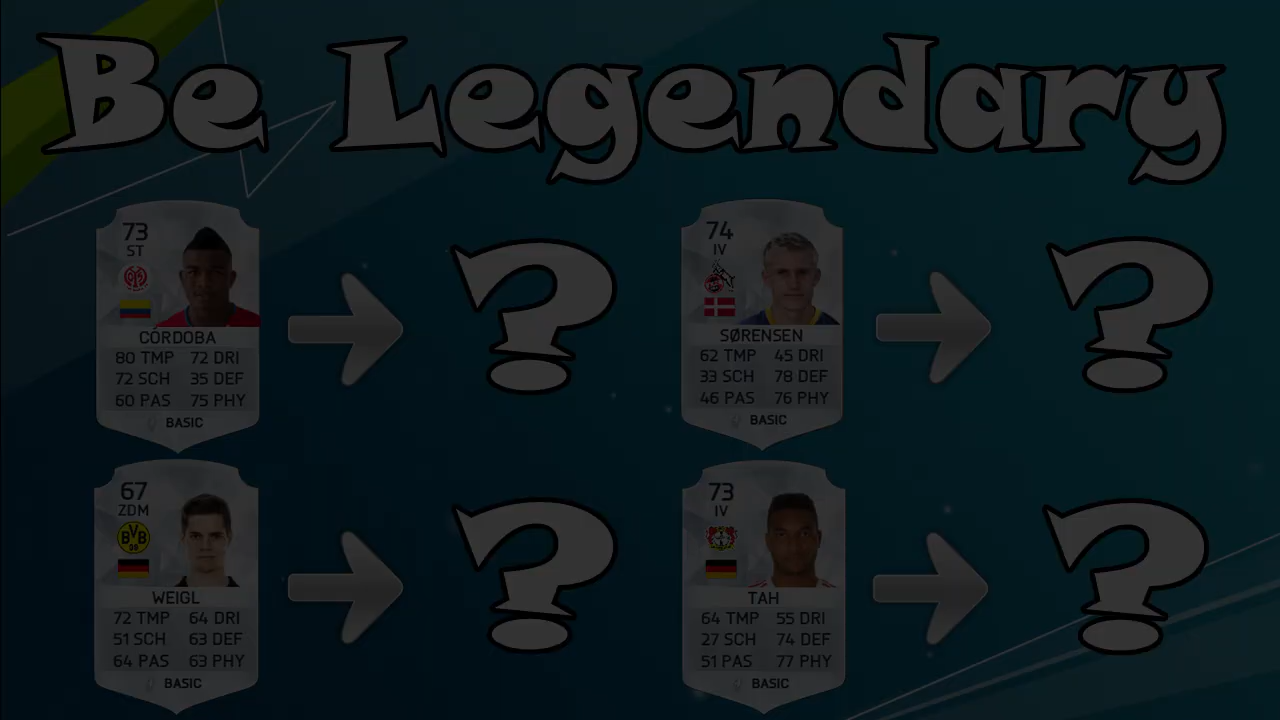 Be Legendary
73
ST
CÓRDOBA
80 TMP 72 DRI
72 SCH 35 DEF
60 PAS 75 PHY
BASIC
?
74
IV
SØRENSEN
62 TMP 45 DRI
33 SCH 78 DEF
46 PAS 76 PHY
BASIC
?
67
ZDM
BVB
09
WEIGL
72 TMP 64 DRI
51 SCH 63 DEF
64 PAS 63 PHY
BASIC
?
73
IV
TAH
64 TMP 55 DRI
27 SCH 74 DEF
51 PAS 77 PHY
BASIC
?